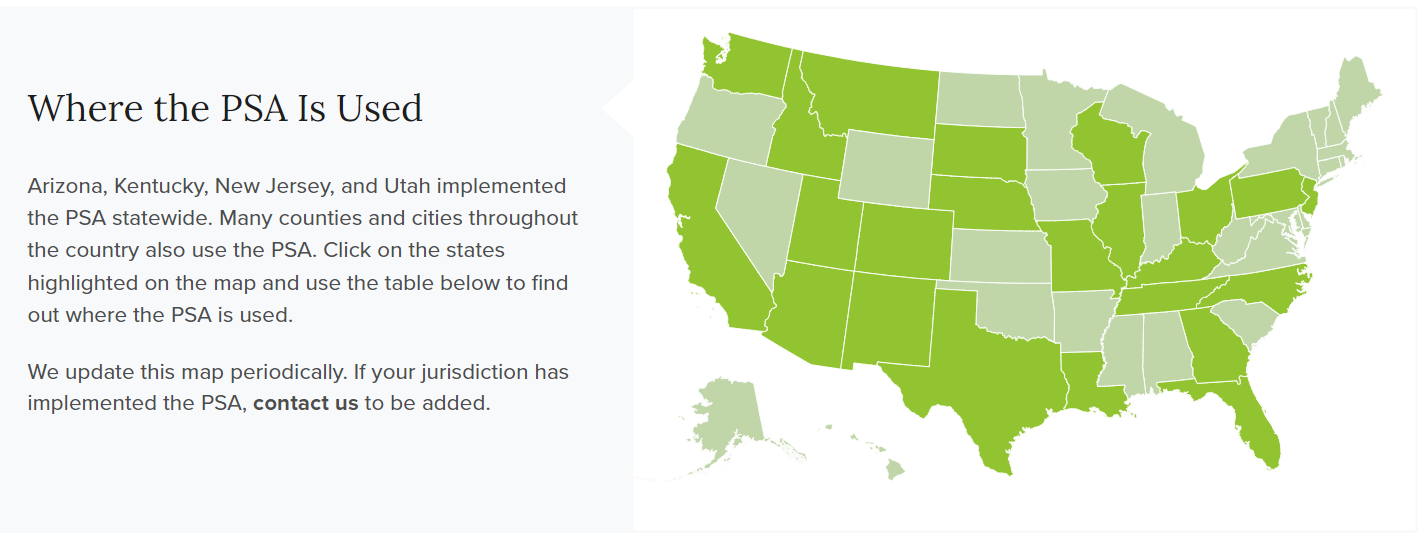 Where the PSA Is Used
Arizona, Kentucky, New Jersey, and Utah implemented
the PSA statewide. Many counties and cities throughout
the country also use the PSA. Click on the states
highlighted on the map and use the table below to find
out where the PSA is used.
We update this map periodically. If your jurisdiction has
implemented the PSA, contact us to be added.